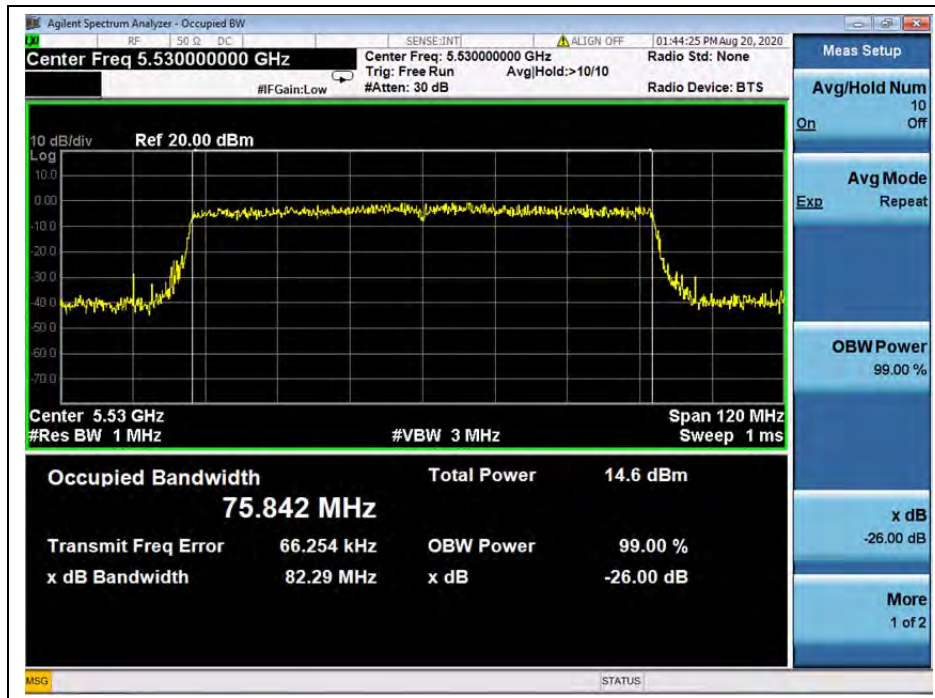 Agilent Spectrum Analyzer - Occupied BW
LXI RF 50 Ω DC SENSE:INT ALIGN OFF 01:44:25 PM Aug 20, 2020
Center Freq 5.530000000 GHz
Center Freq: 5.530000000 GHz
Radio Std: None
Trig: Free Run Avg|Hold:>10/10
#IFGain:Low #Atten: 30 dB Radio Device: BTS
10 dB/div Ref 20.00 dBm
Log
10.0
0.00
-10.0
-20.0
-30.0
-40.0
-50.0
-60.0
-70.0
Center 5.53 GHz Span 120 MHz
#Res BW 1 MHz #VBW 3 MHz Sweep 1 ms
Occupied Bandwidth Total Power 14.6 dBm
75.842 MHz
Transmit Freq Error 66.254 kHz OBW Power 99.00 %
x dB Bandwidth 82.29 MHz x dB -26.00 dB
Meas Setup
Avg/Hold Num
10
On Off
Avg Mode
Exp Repeat
OBW Power
99.00 %
x dB
-26.00 dB
More
1 of 2
MSG STATUS